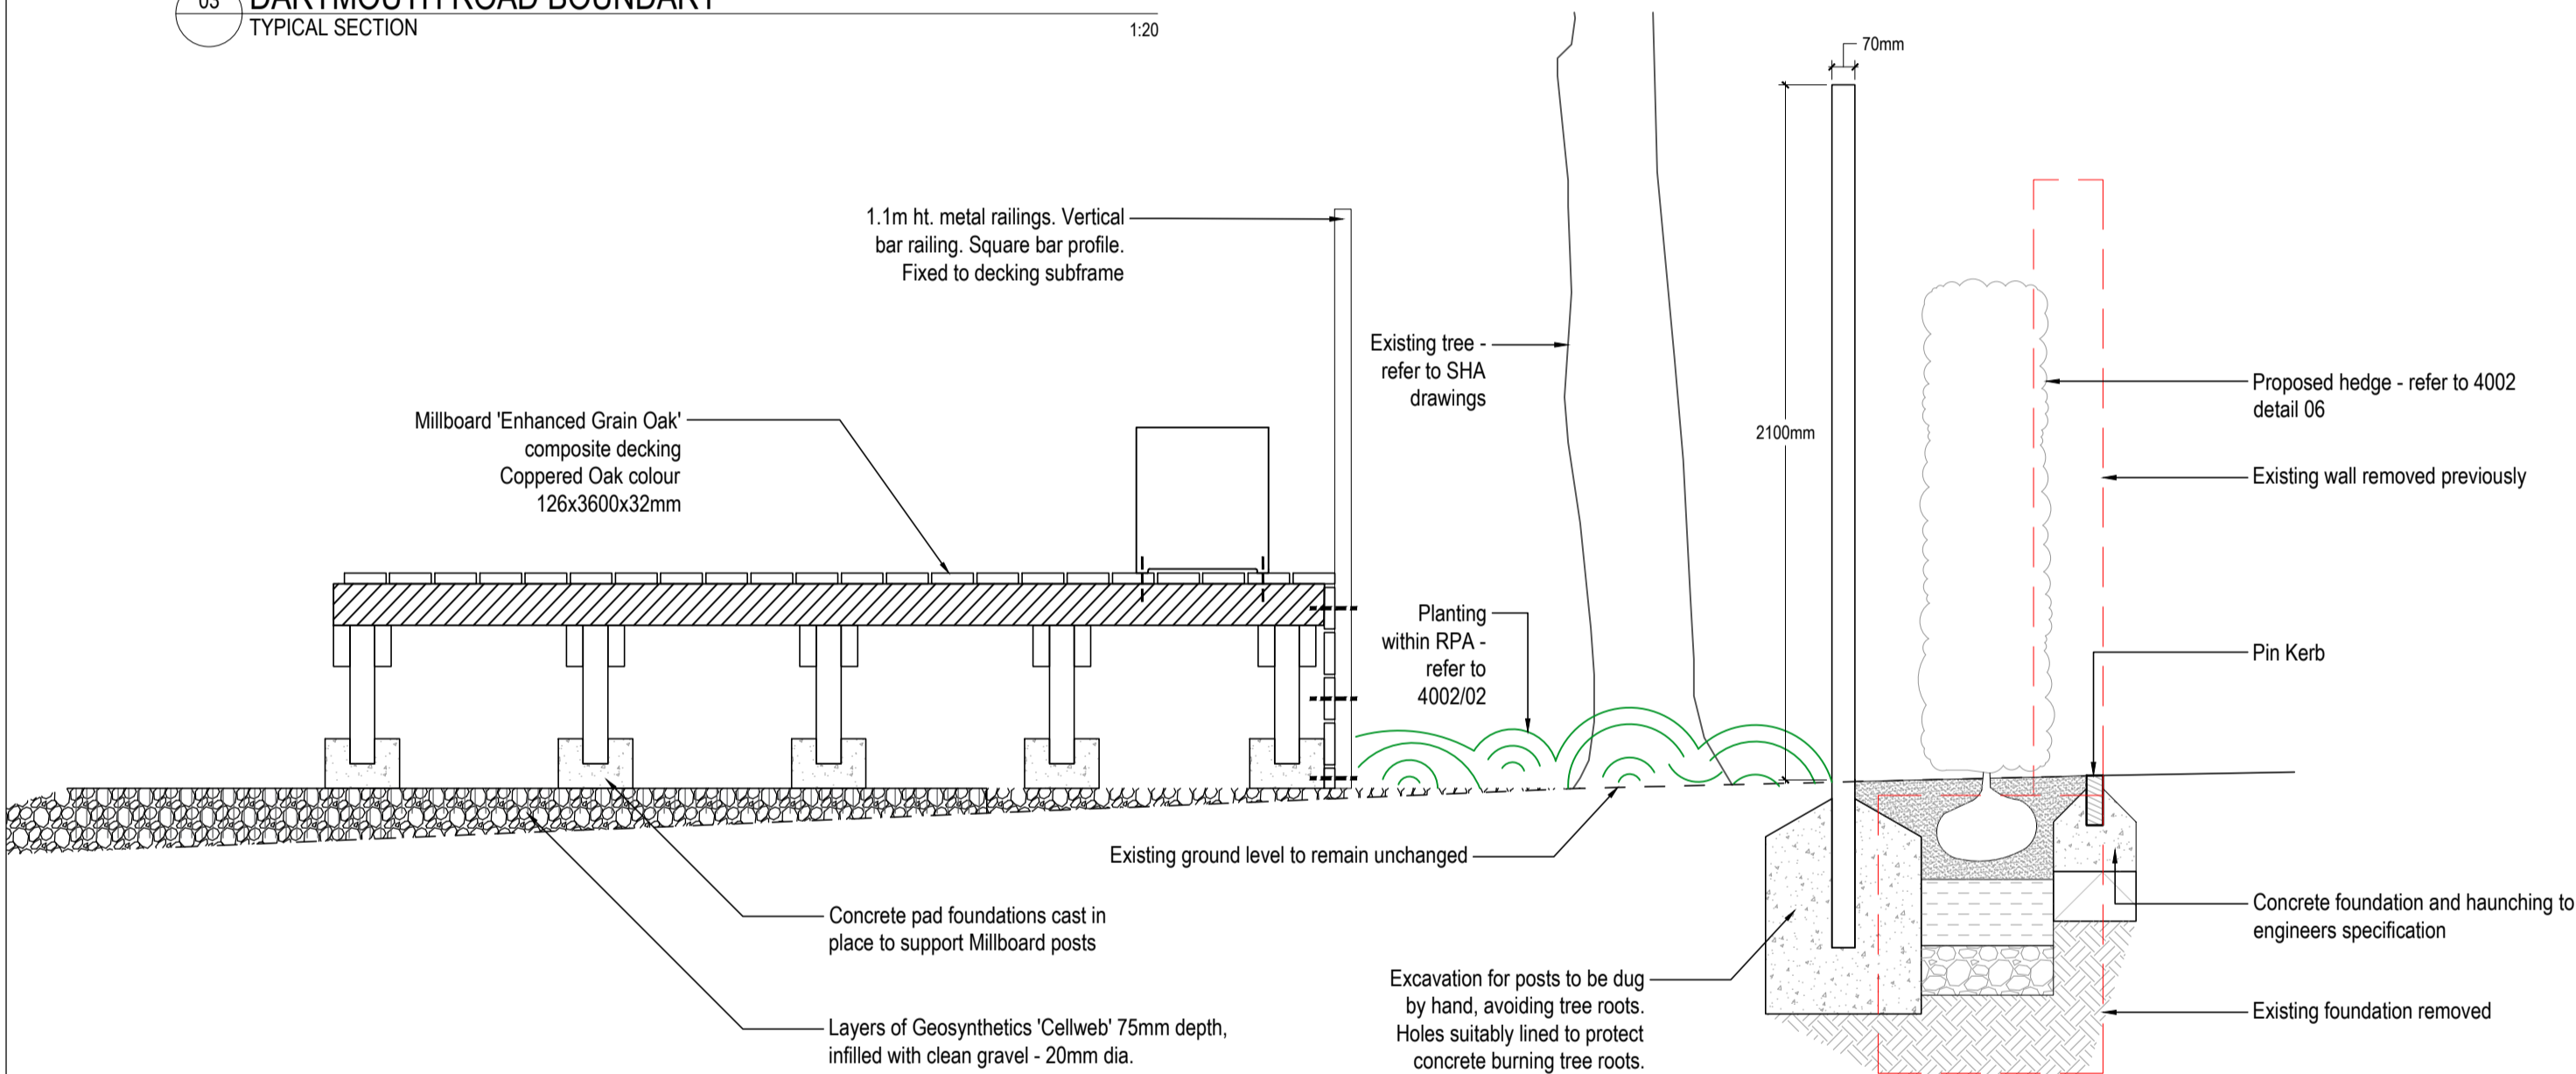 03
DARTMOUTH ROAD BOUNDARY
TYPICAL SECTION
1:20
70mm
1.1m ht. metal railings. Vertical
bar railing. Square bar profile.
Fixed to decking subframe
Existing tree -
refer to SHA
drawings
2100mm
Proposed hedge - refer to 4002
detail 06
Existing wall removed previously
Millboard 'Enhanced Grain Oak'
composite decking
Coppered Oak colour
126x3600x32mm
Planting
within RPA -
refer to
4002/02
Pin Kerb
Existing ground level to remain unchanged
Concrete pad foundations cast in
place to support Millboard posts
Concrete foundation and haunching to
engineers specification
Excavation for posts to be dug
by hand, avoiding tree roots.
Holes suitably lined to protect
concrete burning tree roots.
Existing foundation removed
Layers of Geosynthetics 'Cellweb' 75mm depth,
infilled with clean gravel - 20mm dia.